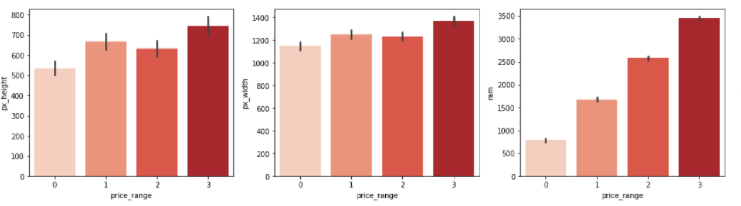 800
700
600
500
400
300
200
100
0
px_height
0 1 2 3
price_range
1400
1200
1000
800
600
400
200
0
px_width
0 1 2 3
price_range
3500
3000
2500
2000
1500
1000
500
0
ram
0 1 2 3
price_range